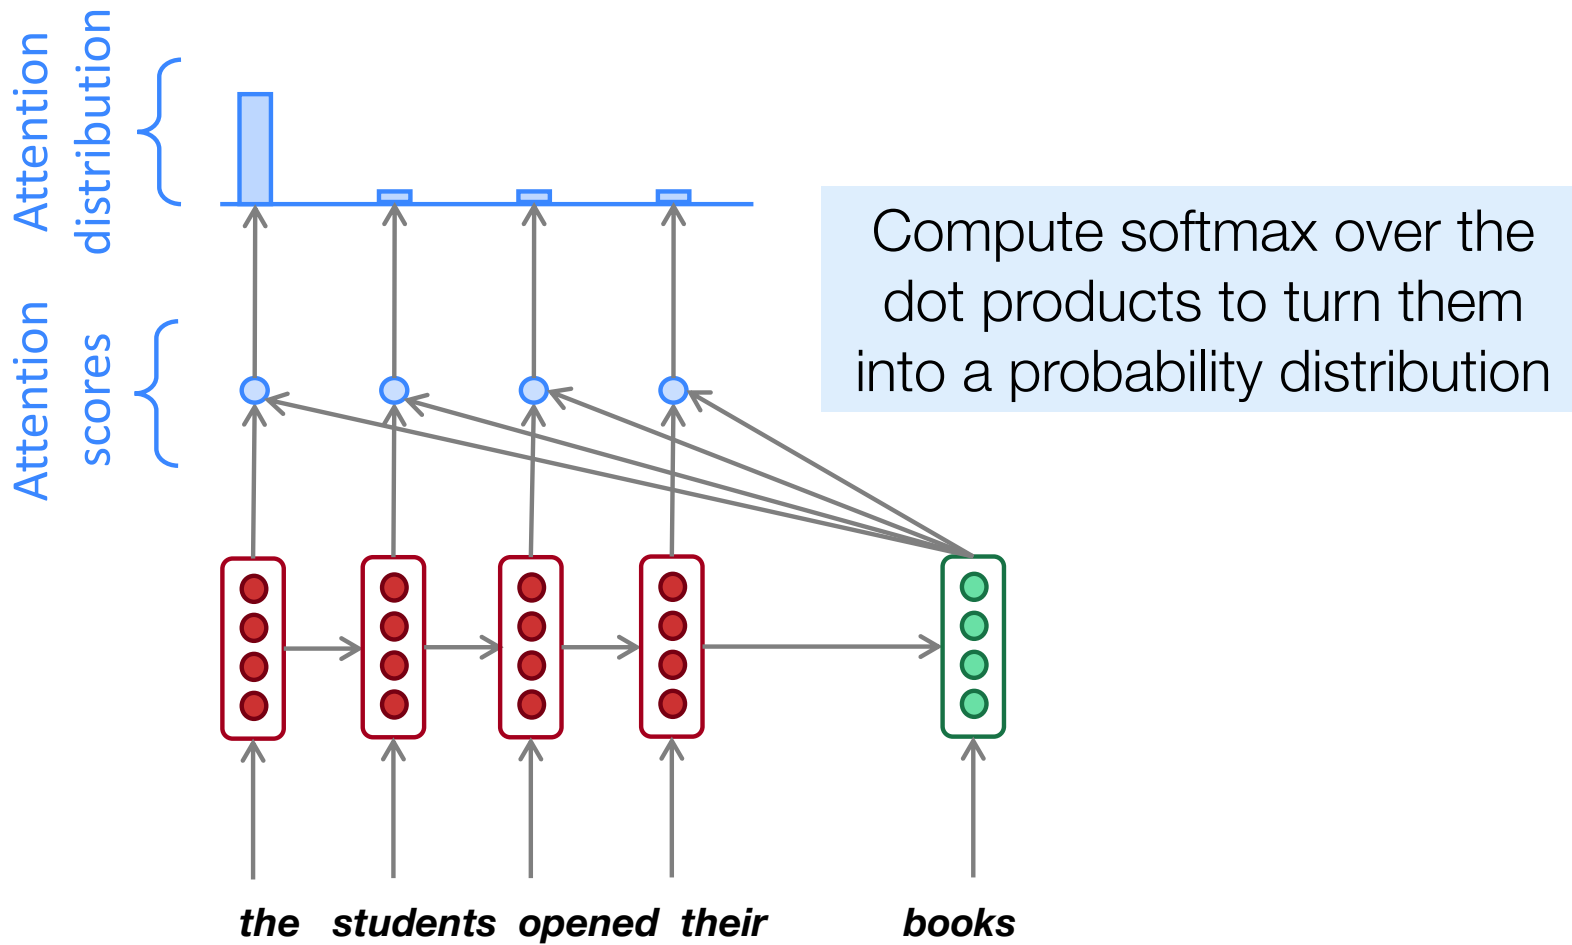 Attention
distribution
Compute softmax over the
dot products to turn them
into a probability distribution
Attention
scores
the students opened their books